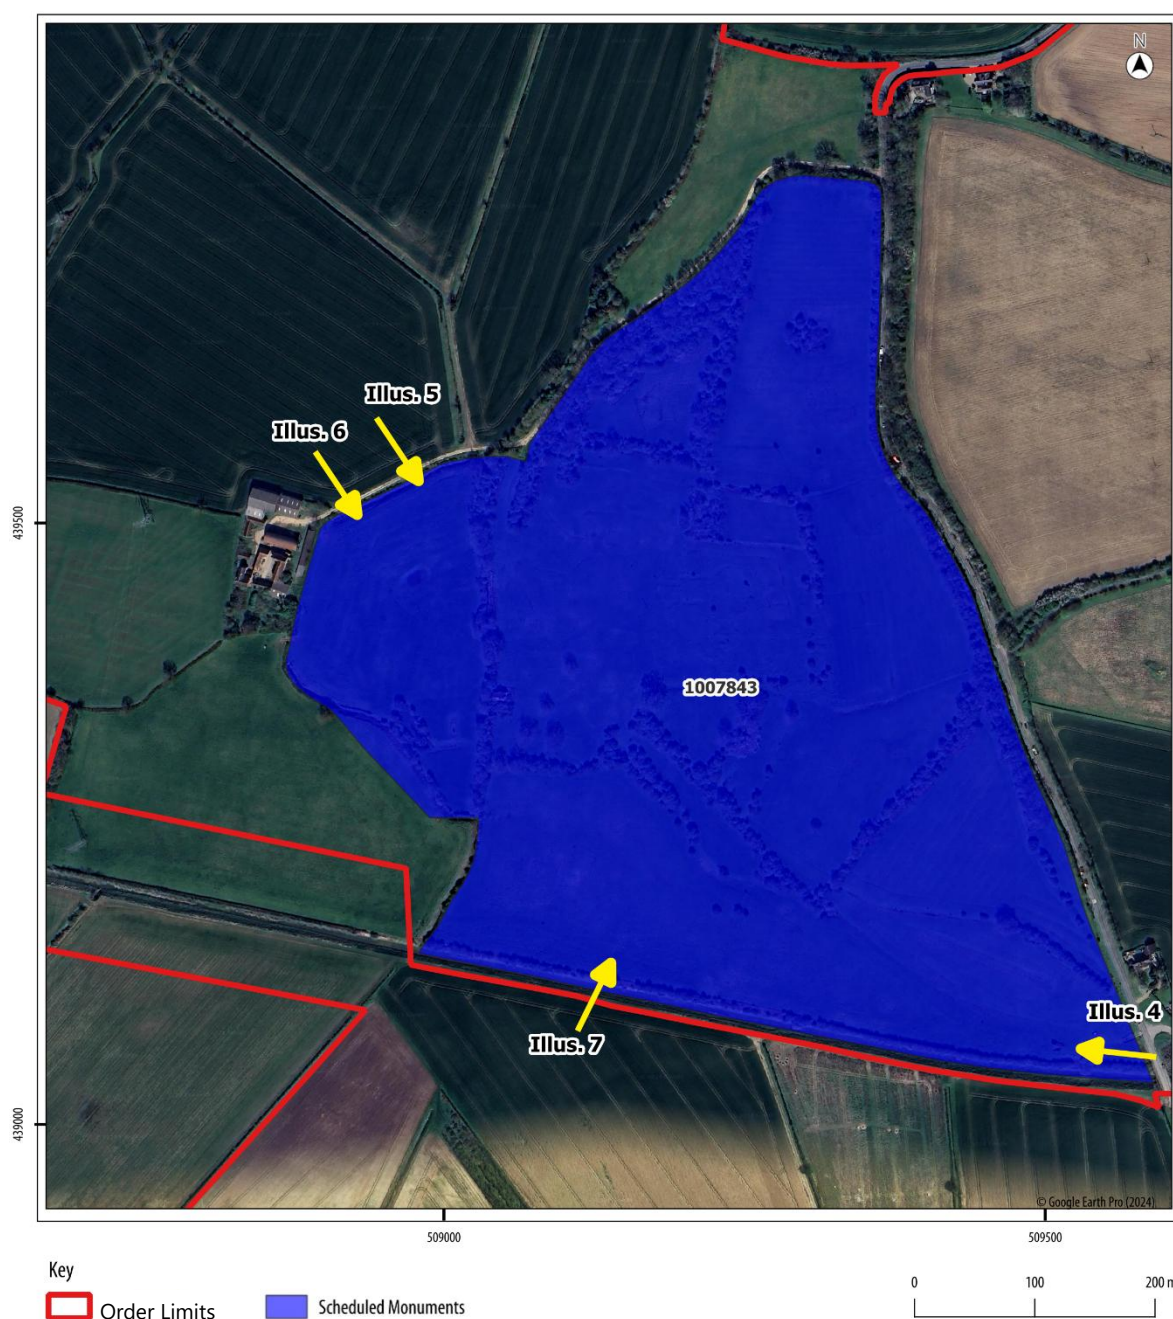 N
Illus. 5
Illus. 6
439500
1007843
Illus. 4
Illus. 7
439000
© Google Earth Pro (2024)
509000
509500
Key
Order Limits
Scheduled Monuments
0
100
200 m